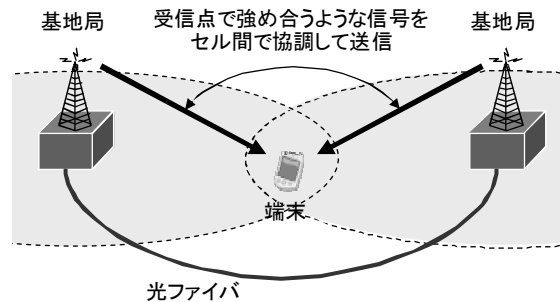 基地局
受信点で強め合うような信号を
セル間で協調して送信
基地局
端末
光ファイバ